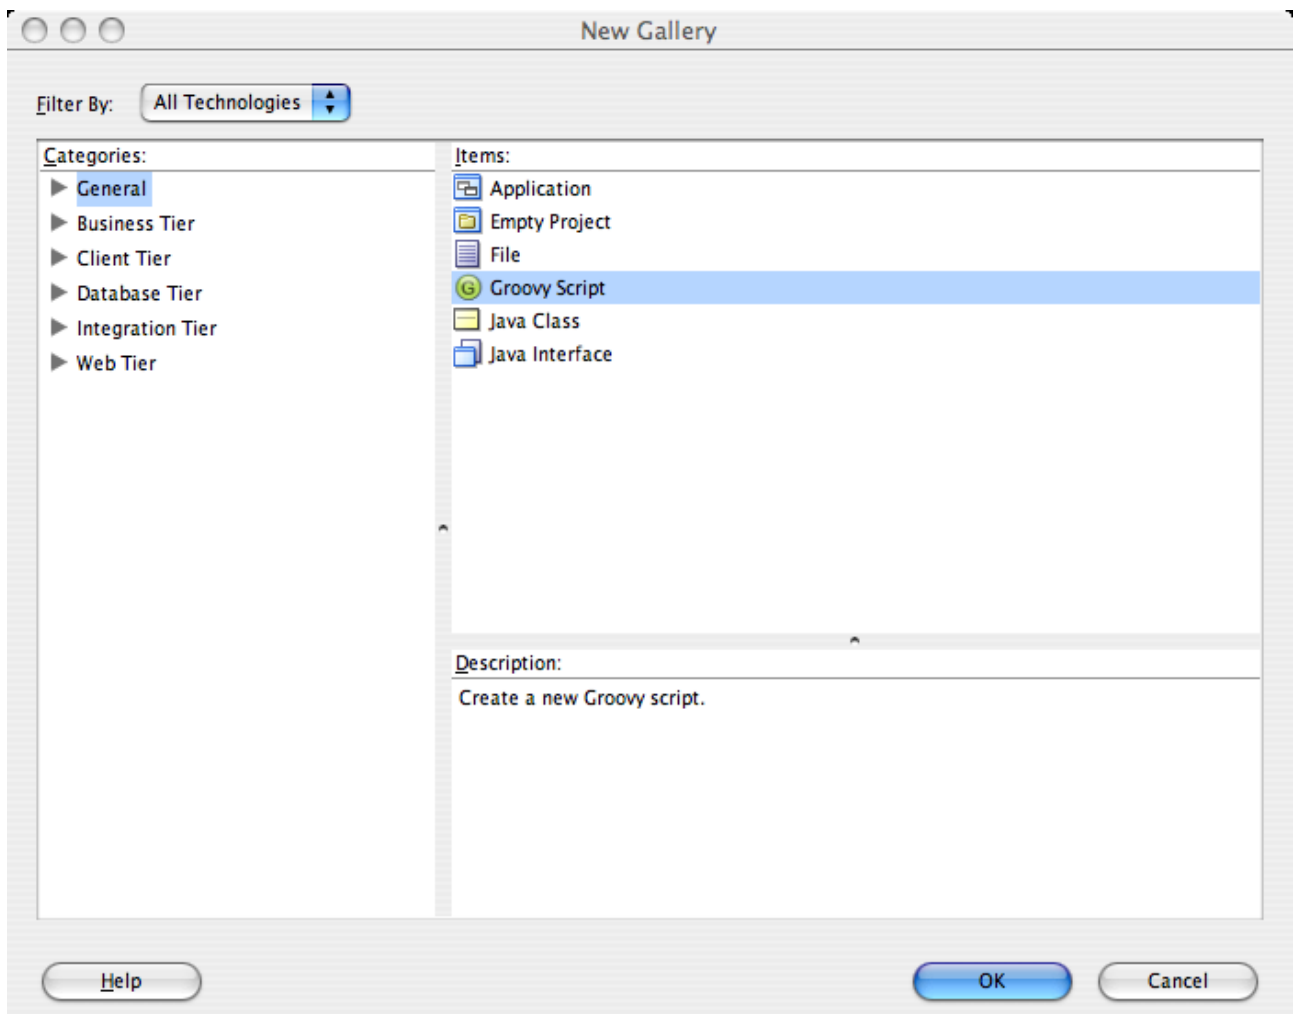 New Gallery
Filter By: All Technologies
Categories:
General
Business Tier
Client Tier
Database Tier
Integration Tier
Web Tier
Items:
Application
Empty Project
File
G Groovy Script
Java Class
Java Interface
Description:
Create a new Groovy script.
Help OK Cancel